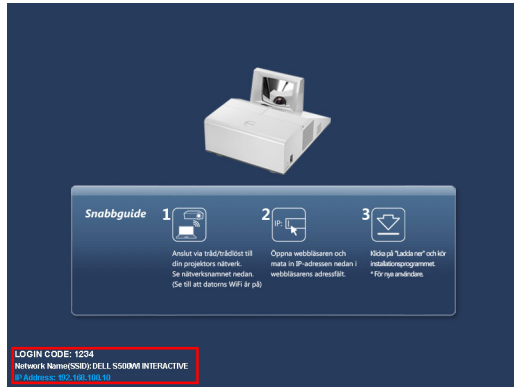 Snabbguide
1
2
3
IP:
Anslut via tråd/trådlöst till
din projektors nätverk.
Se nätverksnamnet nedan.
(Se till att datorns WiFi är på)
Öppna webbläsaren och
mata in IP-adressen nedan i
webbläsarens adressfält.
Klicka på "Ladda ner" och kör
installationsprogrammet.
* För nya användare.
LOGIN CODE: 1234
Network Name(SSID): DELL S500WI INTERACTIVE
IP Address: 192.168.100.10